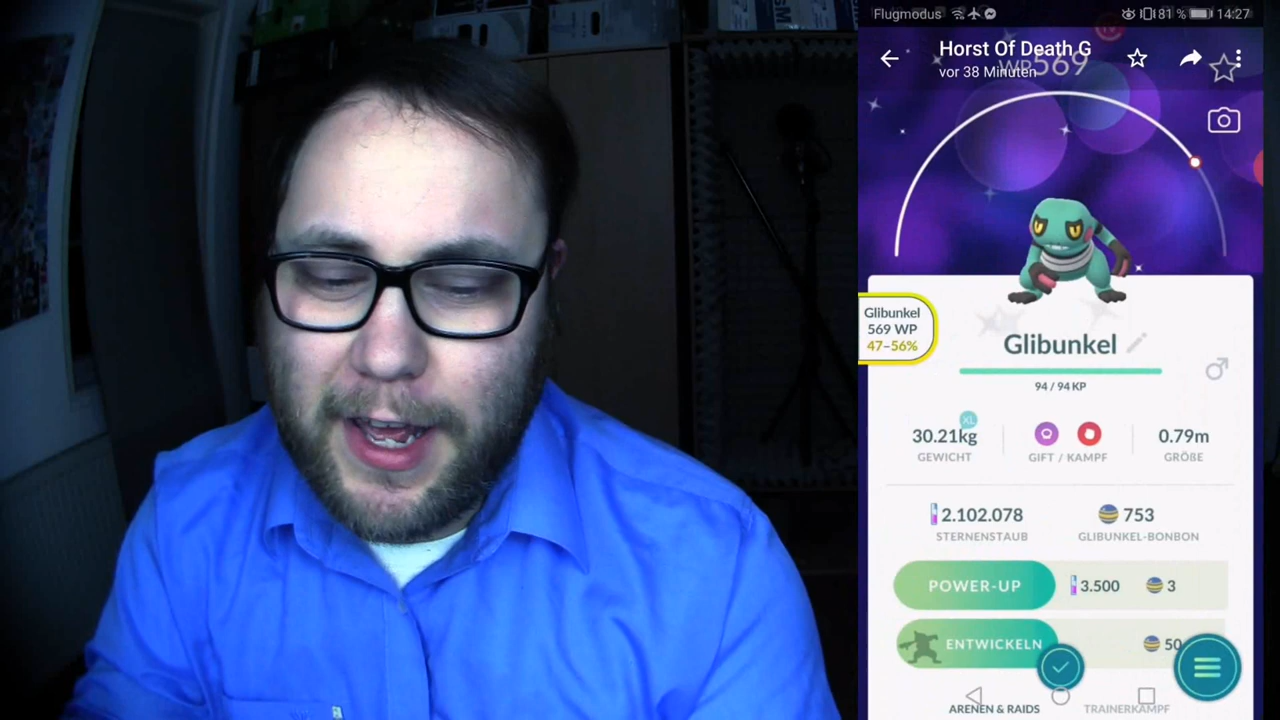 Flugmodus
81 % 14:27
Horst Of Death G
vor 38 Minuten
WP569
Glibunkel
569 WP
47–56%
Glibunkel
94 / 94 KP
XL
30.21kg
GEWICHT
GIFT / KAMPF
0.79m
GRÖßE
2.102.078
STERNENSTAUB
753
GLIBUNKEL-BONBON
POWER-UP
3.500
3
ENTWICKELN
50
ARENEN & RAIDS
TRAINERKAMPF